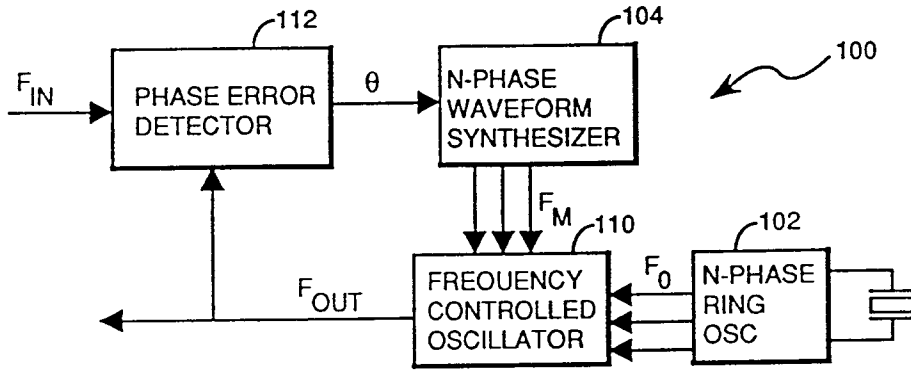 112
104
100
F_IN
PHASE ERROR
DETECTOR
θ
N-PHASE
WAVEFORM
SYNTHESIZER
F_M
110
102
F_OUT
FREOUENCY
CONTROLLED
OSCILLATOR
F_0
N-PHASE
RING
OSC